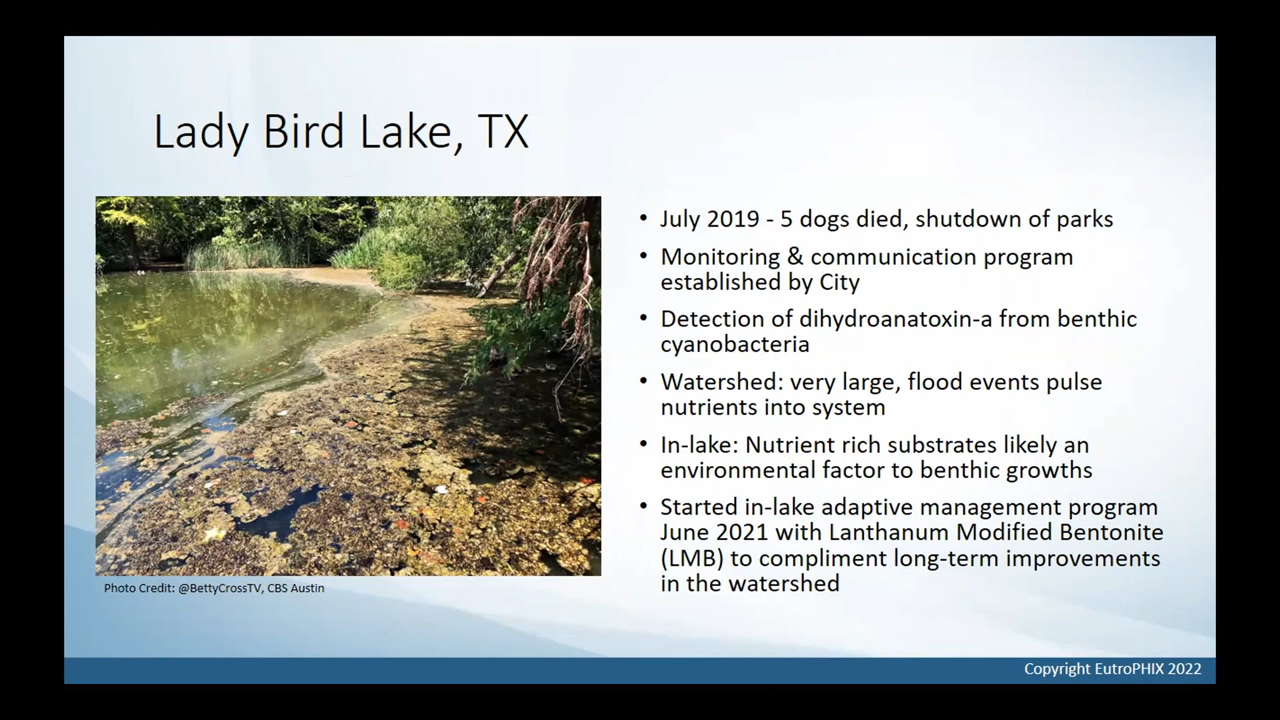 Lady Bird Lake, TX
• July 2019 - 5 dogs died, shutdown of parks
• Monitoring & communication program
established by City
• Detection of dihydroanatoxin-a from benthic
cyanobacteria
• Watershed: very large, flood events pulse
nutrients into system
• In-lake: Nutrient rich substrates likely an
environmental factor to benthic growths
• Started in-lake adaptive management program
June 2021 with Lanthanum Modified Bentonite
(LMB) to compliment long-term improvements
in the watershed
Photo Credit: @BettyCrossTV, CBS Austin
Copyright EutroPHIX 2022